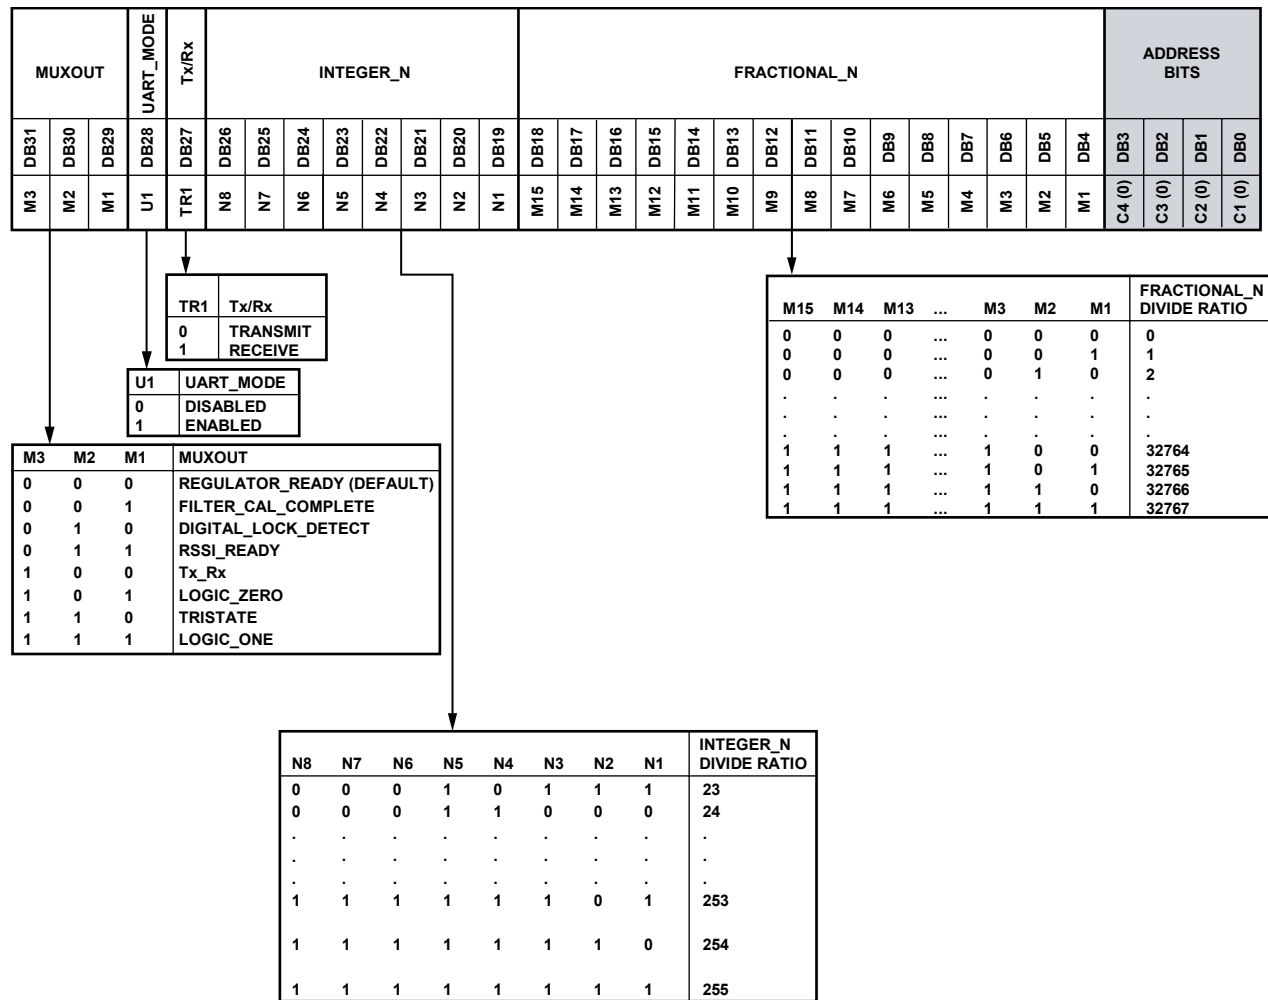 MUXOUT UART_MODE Tx/Rx INTEGER_N FRACTIONAL_N ADDRESS
BITS
DB31 DB30 DB29 DB28 DB27 DB26 DB25 DB24 DB23 DB22 DB21 DB20 DB19 DB18 DB17 DB16 DB15 DB14 DB13 DB12 DB11 DB10 DB9 DB8 DB7 DB6 DB5 DB4 DB3 DB2 DB1 DB0
M3 M2 M1 U1 TR1 N8 N7 N6 N5 N4 N3 N2 N1 M15 M14 M13 M12 M11 M10 M9 M8 M7 M6 M5 M4 M3 M2 M1 C4 (0) C3 (0) C2 (0) C1 (0)
TR1 Tx/Rx
0 TRANSMIT
1 RECEIVE
U1 UART_MODE
0 DISABLED
1 ENABLED
M3 M2 M1 MUXOUT
0 0 0 REGULATOR_READY (DEFAULT)
0 0 1 FILTER_CAL_COMPLETE
0 1 0 DIGITAL_LOCK_DETECT
0 1 1 RSSI_READY
1 0 0 Tx_Rx
1 0 1 LOGIC_ZERO
1 1 0 TRISTATE
1 1 1 LOGIC_ONE
FRACTIONAL_N
M15 M14 M13 ... M3 M2 M1 DIVIDE RATIO
0 0 0 ... 0 0 0 0
0 0 0 ... 0 0 1 1
0 0 0 ... 0 1 0 2
. . . ... . . . .
. . . ... . . . .
. . . ... . . . .
1 1 1 ... 1 0 0 32764
1 1 1 ... 1 0 1 32765
1 1 1 ... 1 1 0 32766
1 1 1 ... 1 1 1 32767
INTEGER_N
N8 N7 N6 N5 N4 N3 N2 N1 DIVIDE RATIO
0 0 0 1 0 1 1 1 23
0 0 0 1 1 0 0 0 24
. . . . . . . . .
. . . . . . . . .
. . . . . . . . .
1 1 1 1 1 1 0 1 253
1 1 1 1 1 1 1 0 254
1 1 1 1 1 1 1 1 255